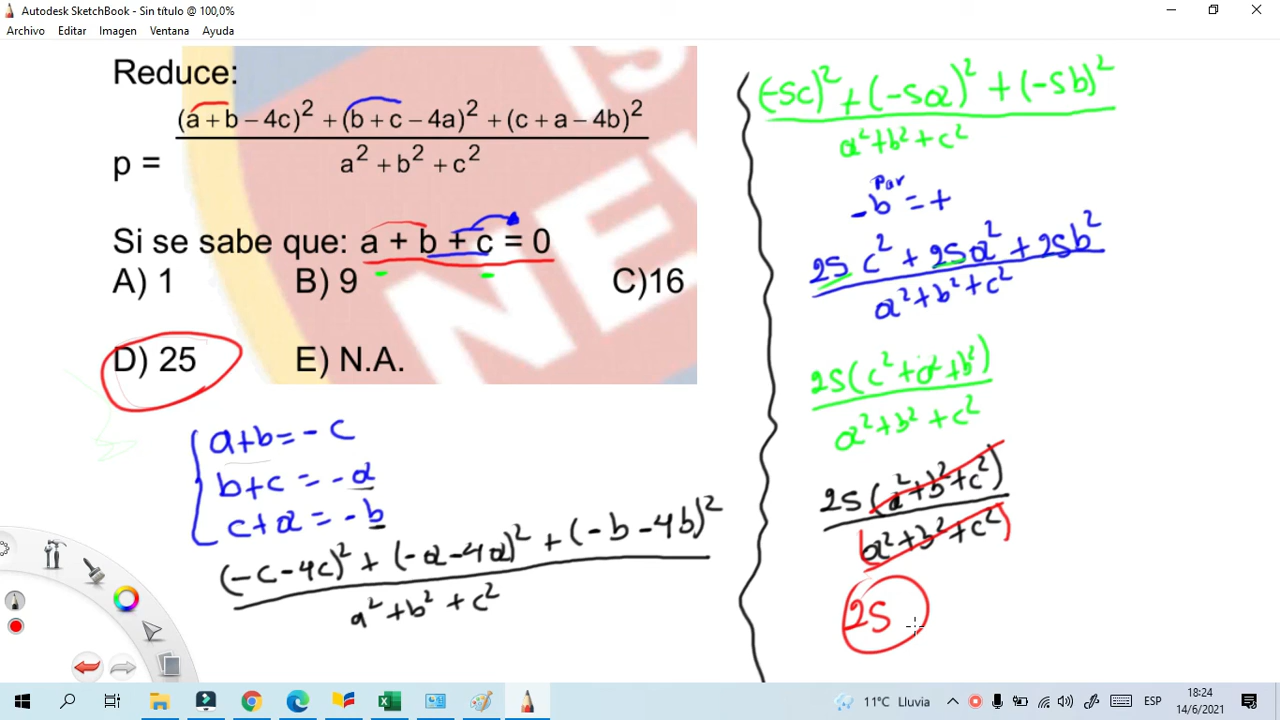 Autodesk SketchBook - Sin título @ 100,0%
Archivo Editar Imagen Ventana Ayuda
Reduce:
p = (a + b - 4c)² + (b + c - 4a)² + (c + a - 4b)² / a² + b² + c²
Si se sabe que: a + b + c = 0
A) 1 B) 9 C)16
D) 25 E) N.A.
a+b = - c
b+c = - a
c+a = - b
(-c-4c)² + (-a-4a)² + (-b-4b)²
a² + b² + c²
(-5c)² + (-5a)² + (-5b)²
a² + b² + c²
Par
-b = +
25 c² + 25a² + 25b²
a² + b² + c²
25(c² + a² + b²)
a² + b² + c²
25(a² + b² + c²)
a² + b² + c²
25
11°C Lluvia ESP 18:24
14/6/2021